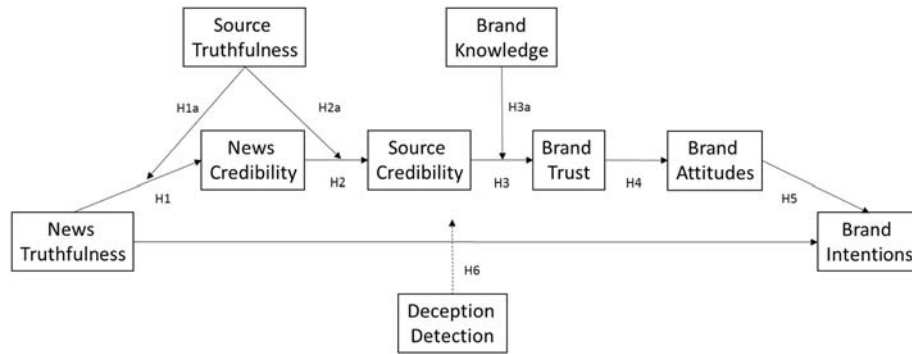 Source
Truthfulness
Brand
Knowledge
H1a
H2a
H3a
News
Credibility
Source
Credibility
Brand
Trust
Brand
Attitudes
H1
H2
H3
H4
H5
News
Truthfulness
Brand
Intentions
H6
Deception
Detection